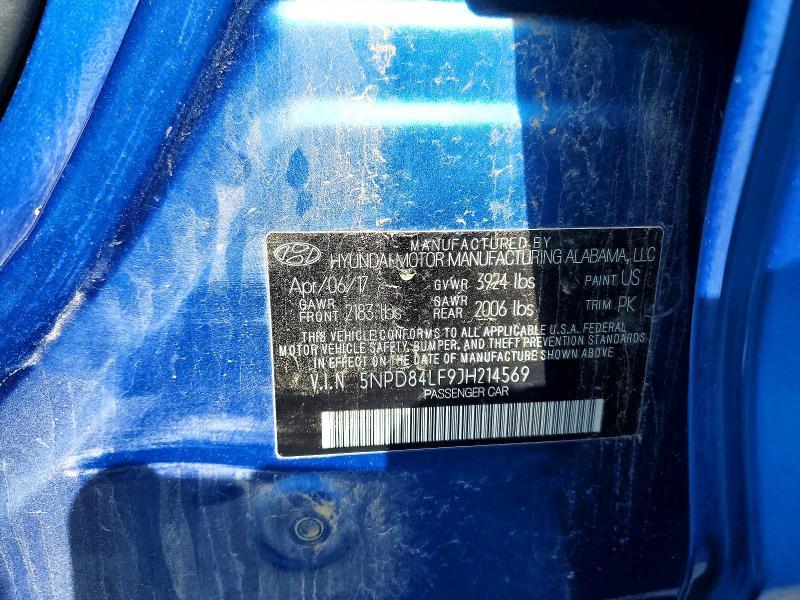 MANUFACTURED BY
HYUNDAI MOTOR MANUFACTURING ALABAMA, LLC
Apr/06/17 GVWR 3924 lbs PAINT US
GAWR FRONT 2183 lbs GAWR REAR 2006 lbs TRIM PK
THIS VEHICLE CONFORMS TO ALL APPLICABLE U.S.A. FEDERAL
MOTOR VEHICLE SAFETY, BUMPER, AND THEFT PREVENTION STANDARDS
IN EFFECT ON THE DATE OF MANUFACTURE SHOWN ABOVE.
V.I.N 5NPD84LF9JH214569
PASSENGER CAR